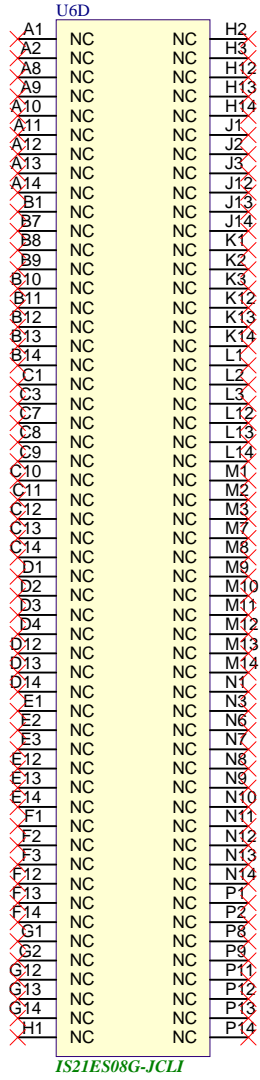 U6D
A1 NC NC H2
A2 NC NC H3
A8 NC NC H12
A9 NC NC H13
A10 NC NC H14
A11 NC NC J1
A12 NC NC J2
A13 NC NC J3
A14 NC NC J12
B1 NC NC J13
B7 NC NC J14
B8 NC NC K1
B9 NC NC K2
B10 NC NC K3
B11 NC NC K12
B12 NC NC K13
B13 NC NC K14
B14 NC NC L1
C1 NC NC L2
C3 NC NC L3
C7 NC NC L12
C8 NC NC L13
C9 NC NC L14
C10 NC NC M1
C11 NC NC M2
C12 NC NC M3
C13 NC NC M7
C14 NC NC M8
D1 NC NC M9
D2 NC NC M10
D3 NC NC M11
D4 NC NC M12
D12 NC NC M13
D13 NC NC M14
D14 NC NC N1
E1 NC NC N3
E2 NC NC N6
E3 NC NC N7
E12 NC NC N8
E13 NC NC N9
E14 NC NC N10
F1 NC NC N11
F2 NC NC N12
F3 NC NC N13
F12 NC NC N14
F13 NC NC P1
F14 NC NC P2
G1 NC NC P8
G2 NC NC P9
G12 NC NC P11
G13 NC NC P12
G14 NC NC P13
H1 NC NC P14
IS21ES08G-JCLI